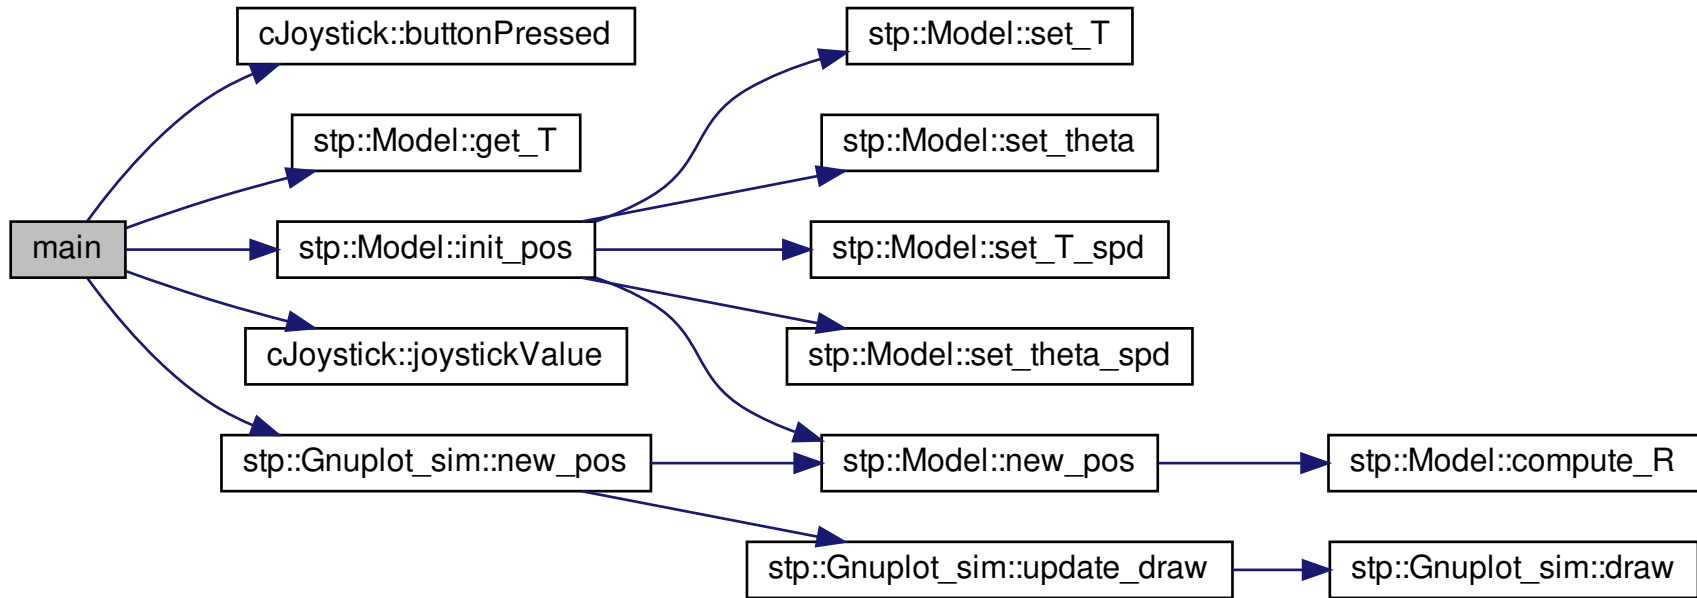 cJoystick::buttonPressed
stp::Model::set_T
stp::Model::get_T
stp::Model::set_theta
main
stp::Model::init_pos
stp::Model::set_T_spd
cJoystick::joystickValue
stp::Model::set_theta_spd
stp::Gnuplot_sim::new_pos
stp::Model::new_pos
stp::Model::compute_R
stp::Gnuplot_sim::update_draw
stp::Gnuplot_sim::draw